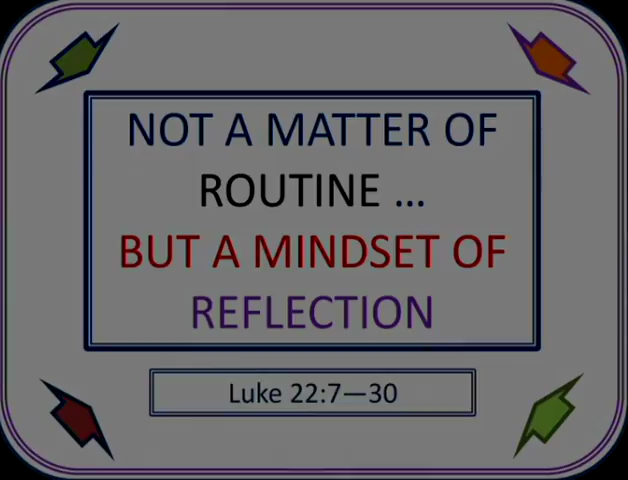 NOT A MATTER OF
ROUTINE ...
BUT A MINDSET OF
REFLECTION
Luke 22:7—30